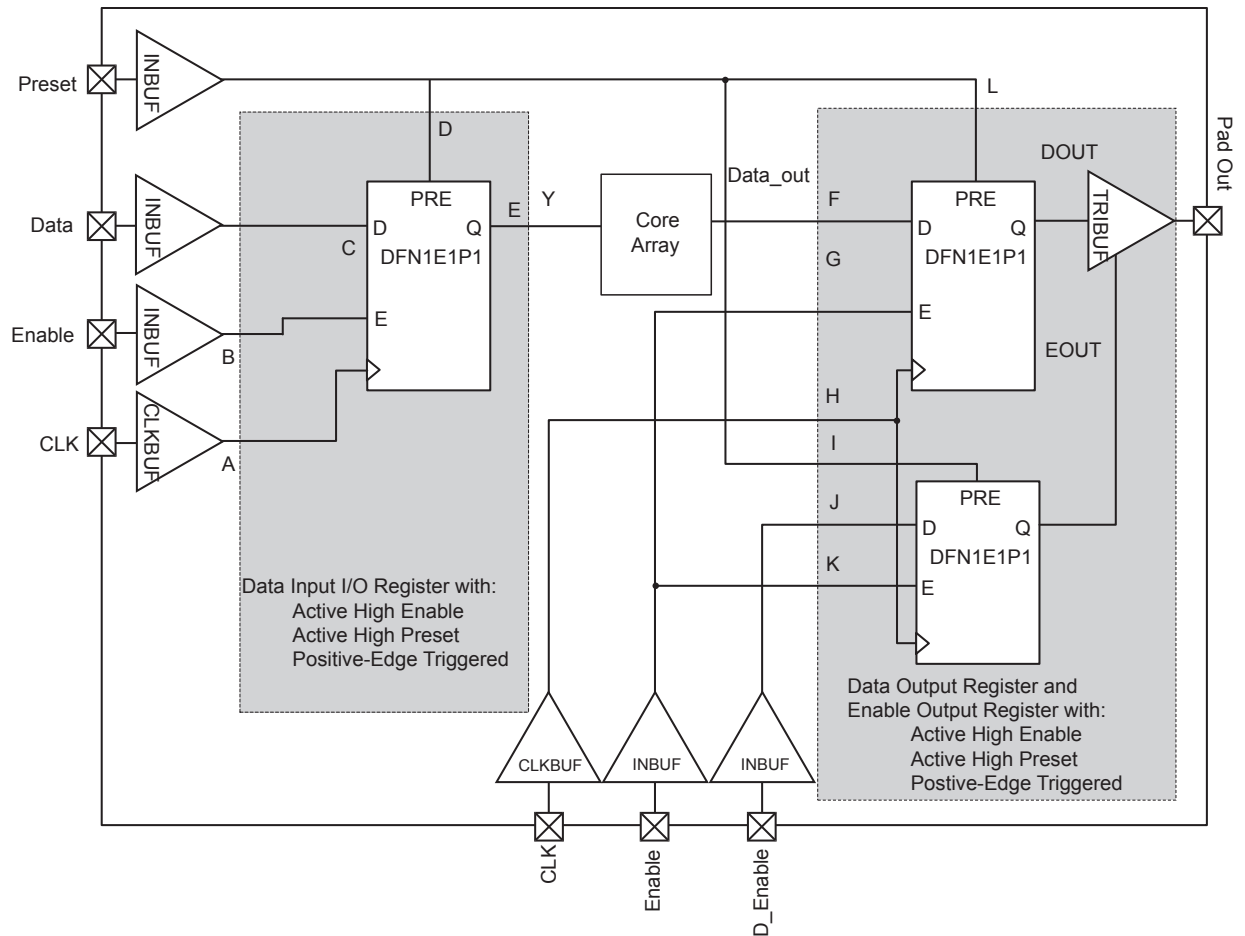 Preset
INBUF
D
L
Pad Out
Data
INBUF
C
PRE
D
Q
DFN1E1P1
E
E
Y
Core
Array
Data_out
F
G
PRE
D
Q
DFN1E1P1
E
DOUT
TRIBUF
EOUT
Enable
INBUF
B
CLK
CLKBUF
A
H
I
J
K
PRE
D
Q
DFN1E1P1
E
Data Input I/O Register with:
Active High Enable
Active High Preset
Positive-Edge Triggered
Data Output Register and
Enable Output Register with:
Active High Enable
Active High Preset
Postive-Edge Triggered
CLKBUF
INBUF
INBUF
CLK
Enable
D_Enable